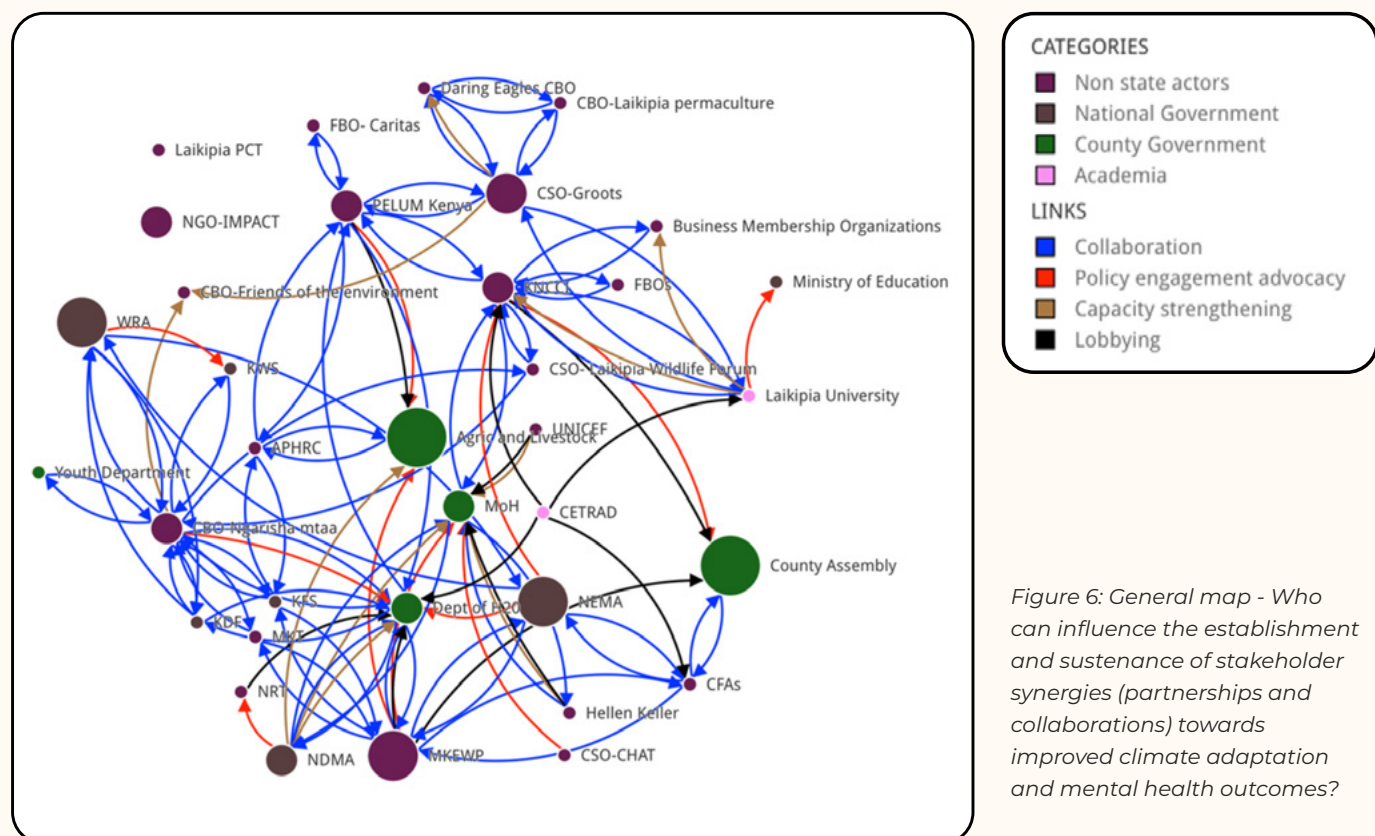 Daring Eagles CBO
CBO-Laikipia permaculture
FBO- Caritas
Laikipia PCT
CSO-Groots
PELUM Kenya
NGO-IMPACT
Business Membership Organizations
Ministry of Education
KNCCI
FBOs
CBO-Friends of the environment
WRA
KWS
CSO- Laikipia Wildlife Forum
Laikipia University
UNICEF
Agric and Livestock
APHRC
Youth Department
MoH
CETRAD
CBO-Ngarisha mtaa
County Assembly
KFS
NEMA
Dept of H20
KDF
MKT
NRT
CFAs
Hellen Keller
NDMA
MKEWP
CSO-CHAT
CATEGORIES
Non state actors
National Government
County Government
Academia
LINKS
Collaboration
Policy engagement advocacy
Capacity strengthening
Lobbying
Figure 6: General map - Who
can influence the establishment
and sustenance of stakeholder
synergies (partnerships and
collaborations) towards
improved climate adaptation
and mental health outcomes?